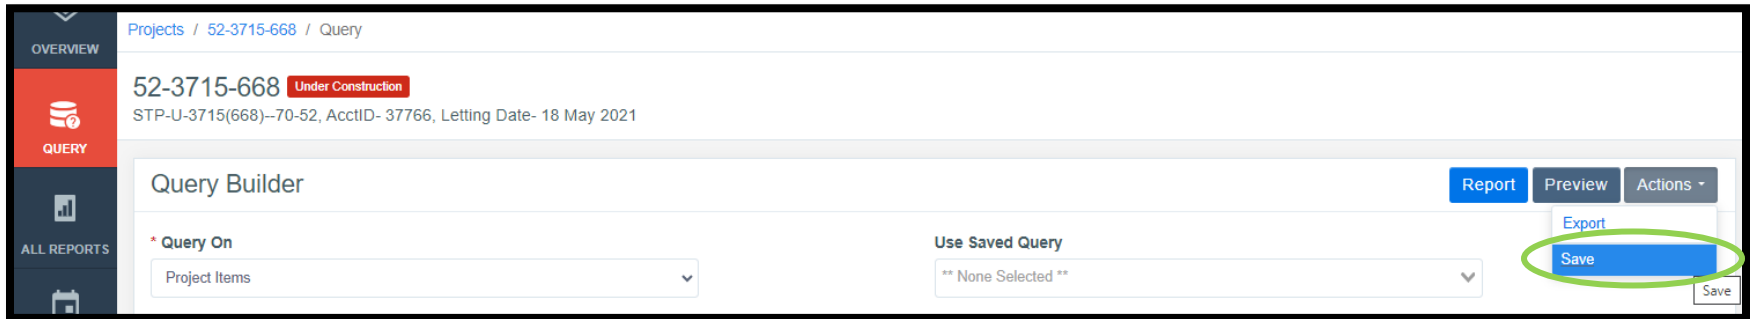 OVERVIEW
QUERY
ALL REPORTS
Projects / 52-3715-668 / Query
52-3715-668 Under Construction
STP-U-3715(668)--70-52, AcctID- 37766, Letting Date- 18 May 2021
Query Builder
Report Preview Actions
Export
Save
Save
* Query On
Project Items
Use Saved Query
** None Selected **